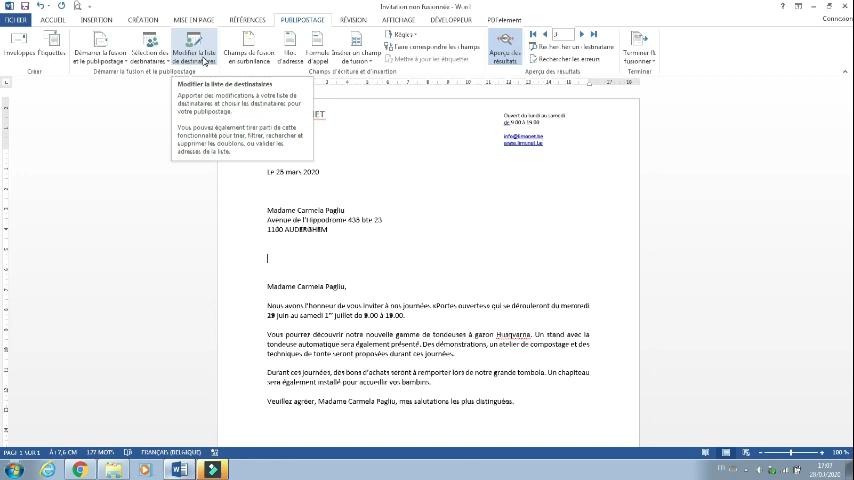 Invitation non fusionnée - Word
FICHIER ACCUEIL INSERTION CRÉATION MISE EN PAGE RÉFÉRENCES PUBLIPOSTAGE RÉVISION AFFICHAGE DÉVELOPPEUR PDFelement
Connexion
Enveloppes Étiquettes
Créer
Démarrer la fusion et le publipostage
Sélection des destinataires
Modifier la liste de destinataires
Démarrer la fusion et le publipostage
Champs de fusion en surbrillance
Bloc d'adresse
Formule d'appel
Insérer un champ de fusion
Règles
Faire correspondre les champs
Mettre à jour les étiquettes
Champs d'écriture et d'insertion
Aperçu des résultats
3
Rechercher un destinataire
Rechercher les erreurs
Aperçu des résultats
Terminer & fusionner
Terminer
Modifier la liste de destinataires
Apporter des modifications à votre liste de
destinataires et choisir les destinataires pour
votre publipostage.
Vous pouvez également tirer parti de cette
fonctionnalité pour trier, filtrer, rechercher et
supprimer les doublons, ou valider les
adresses de la liste.
Ouvert du lundi au samedi
de 9.00 à 19.00
info@limonet.be
www.limonet.be
Le 28 mars 2020
Madame Carmela Pagliu
Avenue de l'Hippodrome 438 bte 23
1160 AUDERGHEM
Madame Carmela Pagliu,
Nous avons l'honneur de vous inviter à nos journées «Portes ouvertes» qui se dérouleront du mercredi
29 juin au samedi 1er juillet de 9.00 à 19.00.
Vous pourrez découvrir notre nouvelle gamme de tondeuses à gazon Husqvarna. Un stand avec la
tondeuse automatique sera également présenté. Des démonstrations, un atelier de compostage et des
techniques de tonte seront proposées durant ces journées.
Durant ces journées, des bons d'achats seront à remporter lors de notre grande tombola. Un chapiteau
sera également installé pour accueillir vos bambins.
Veuillez agréer, Madame Carmela Pagliu, mes salutations les plus distinguées.
PAGE 1 SUR 1 À : 7,6 CM 127 MOTS FRANÇAIS (BELGIQUE) 100 %
FR 17:07
28/03/2020